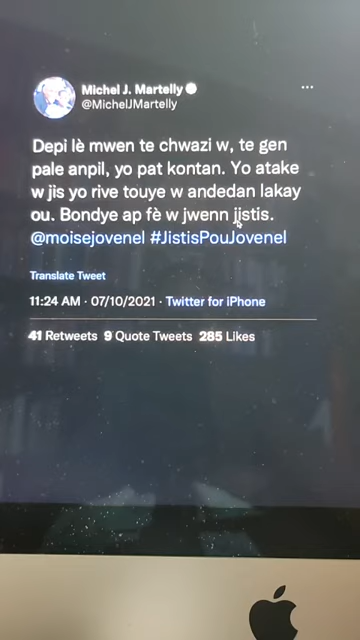 Michel J. Martelly
@MichelJMartelly
Depi lè mwen te chwazi w, te gen
pale anpil, yo pat kontan. Yo atake
w jis yo rive touye w andedan lakay
ou. Bondye ap fè w jwenn jistis.
@moisejovenel #JistisPouJovenel
Translate Tweet
11:24 AM · 07/10/2021 · Twitter for iPhone
41 Retweets 9 Quote Tweets 285 Likes